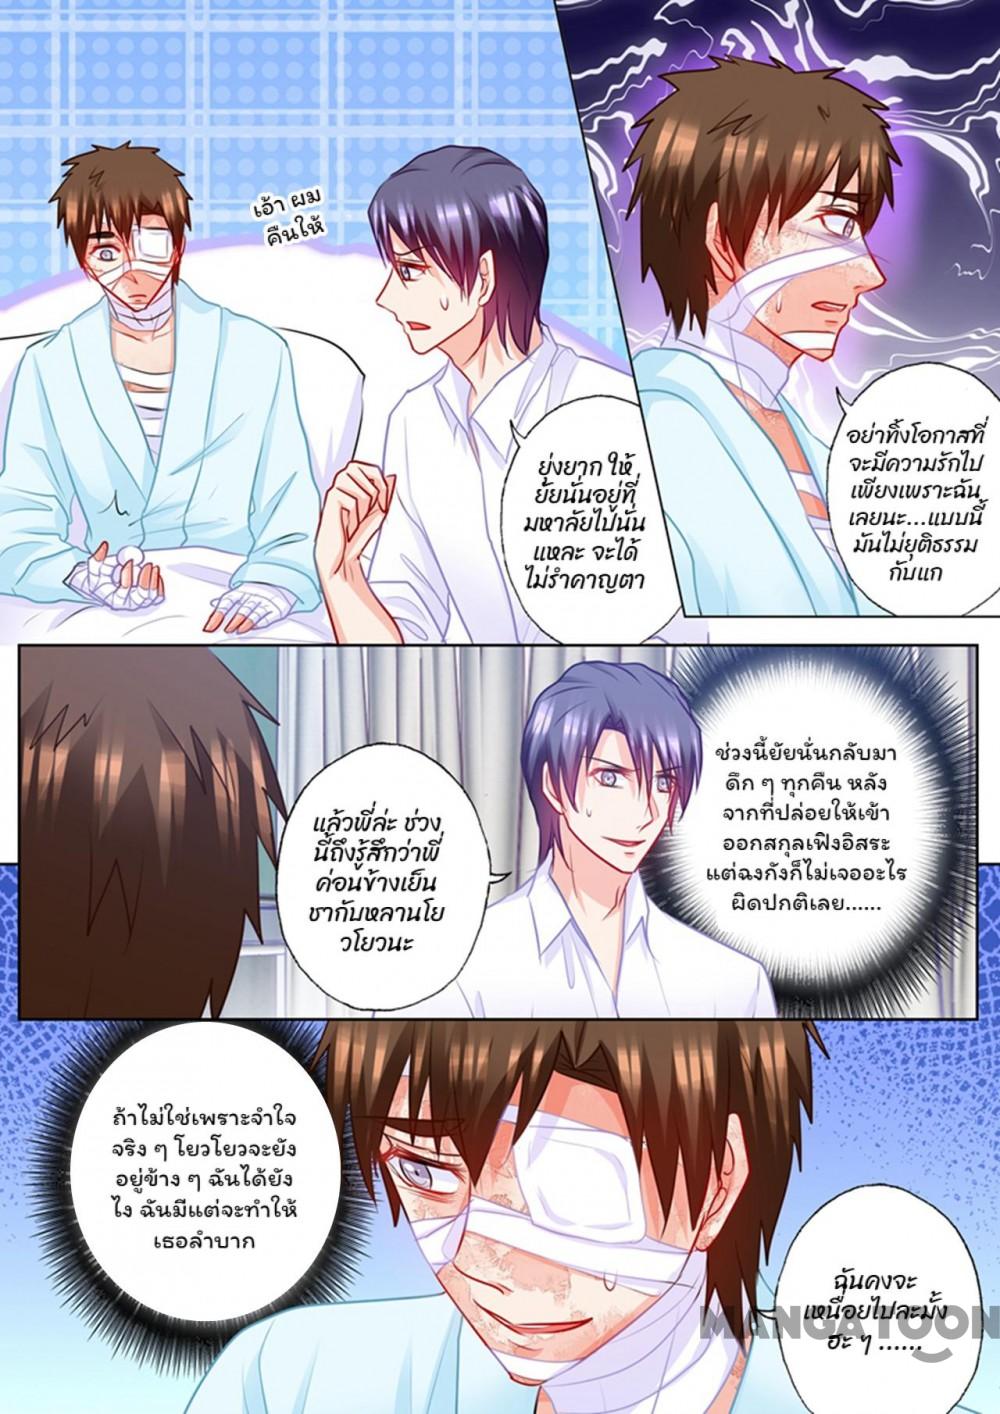 เอ้า ผม
คืนให้
ยุ่งยาก ให้
ยัยนั่นอยู่ที่
มหาลัยไปนั่น
แหละ จะได้
ไม่รำคาญตา
อย่าทิ้งโอกาสที่
จะมีความรักไป
เพียงเพราะฉัน
เลยนะ...แบบนี้
มันไม่ยุติธรรม
กับแก
แล้วพี่ล่ะ ช่วง
นี้ถึงรู้สึกว่าพี่
ค่อนข้างเย็น
ชากับหลานโย
วโยวนะ
ช่วงนี้ยัยนั่นกลับมา
ดึก ๆ ทุกคืน หลัง
จากที่ปล่อยให้เข้า
ออกสกุลเฟิงอิสระ
แต่ฉงกังก็ไม่เจออะไร
ผิดปกติเลย......
ถ้าไม่ใช่เพราะจำใจ
จริง ๆ โยวโยวจะยัง
อยู่ข้าง ๆ ฉันได้ยัง
ไง ฉันมีแต่จะทำให้
เธอลำบาก
ฉันคงจะ
เหนื่อยไปละมั้ง
ฮะ ๆ ......
MANGATOON